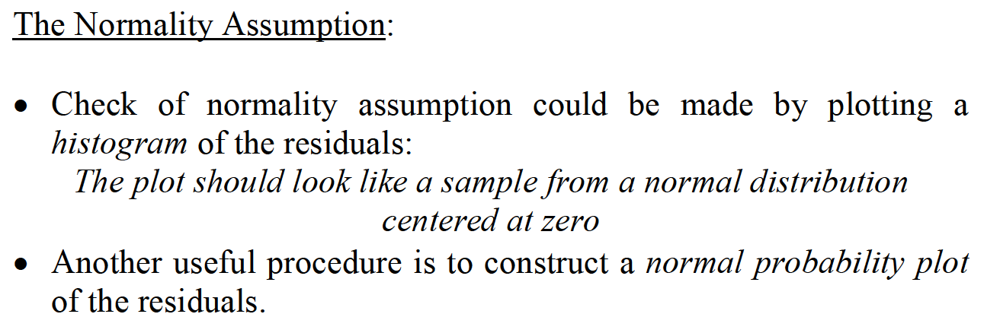 The Normality Assumption:
• Check of normality assumption could be made by plotting a
histogram of the residuals:
The plot should look like a sample from a normal distribution
centered at zero
• Another useful procedure is to construct a normal probability plot
of the residuals.